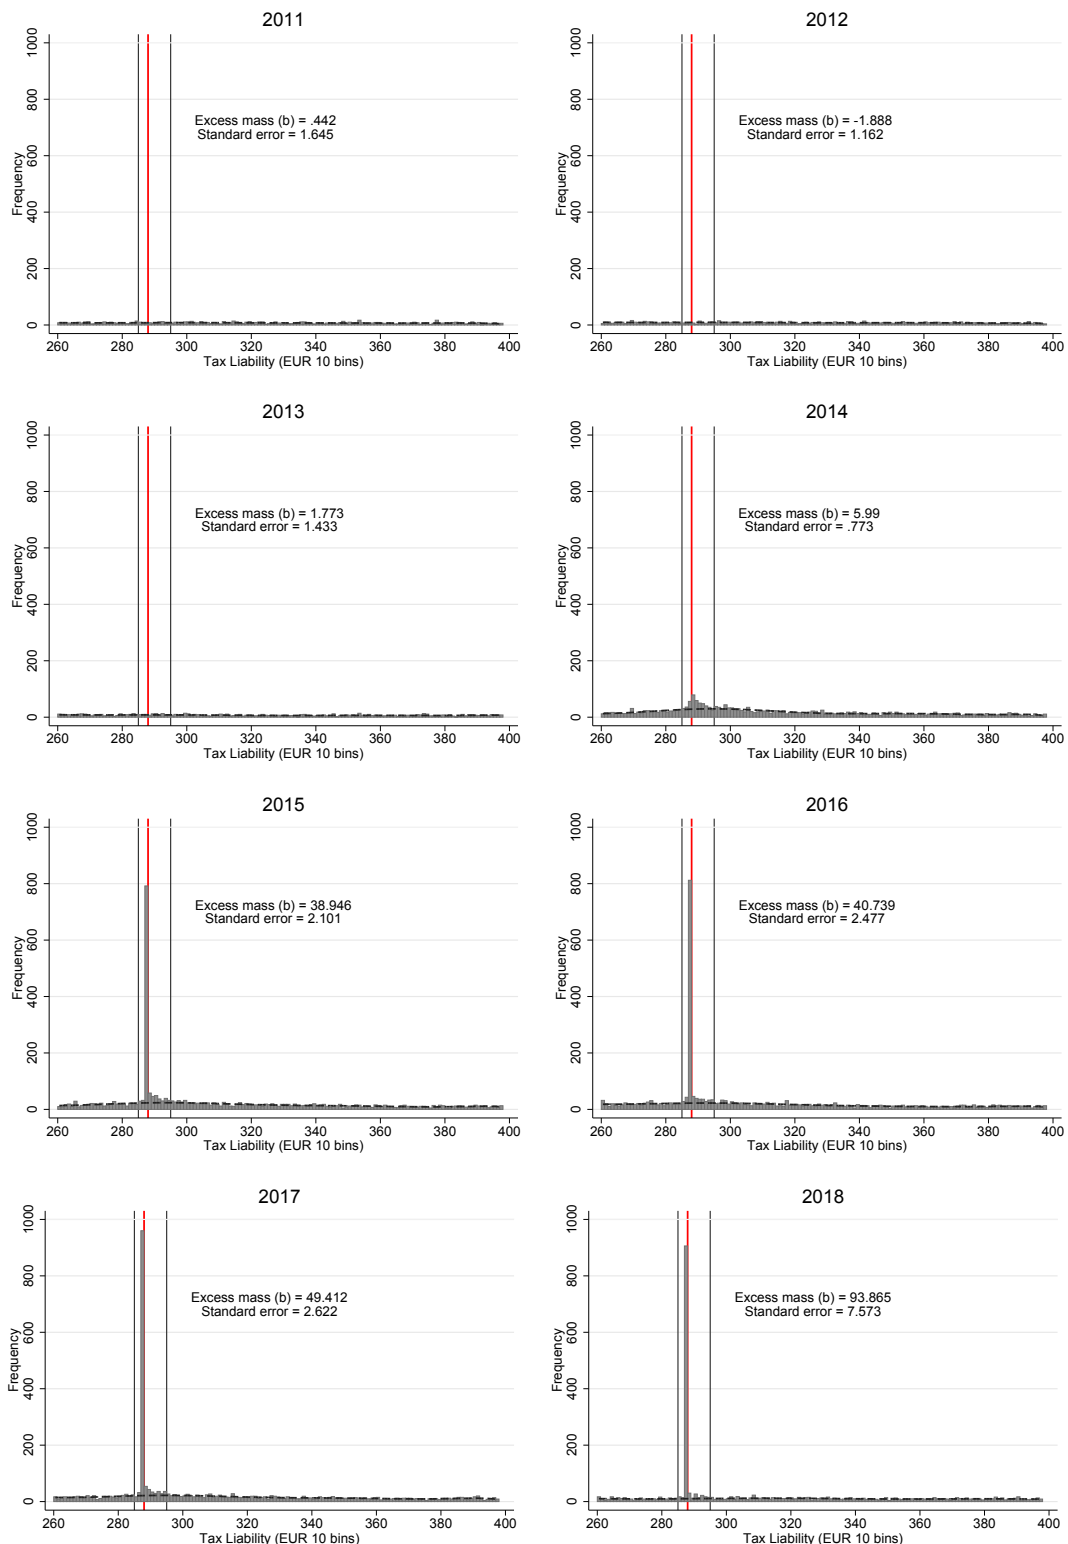 2011
Frequency
0 200 400 600 800 1000
Excess mass (b) = .442
Standard error = 1.645
260 280 300 320 340 360 380 400
Tax Liability (EUR 10 bins)
2012
Frequency
0 200 400 600 800 1000
Excess mass (b) = -1.888
Standard error = 1.162
260 280 300 320 340 360 380 400
Tax Liability (EUR 10 bins)
2013
Frequency
0 200 400 600 800 1000
Excess mass (b) = 1.773
Standard error = 1.433
260 280 300 320 340 360 380 400
Tax Liability (EUR 10 bins)
2014
Frequency
0 200 400 600 800 1000
Excess mass (b) = 5.99
Standard error = .773
260 280 300 320 340 360 380 400
Tax Liability (EUR 10 bins)
2015
Frequency
0 200 400 600 800 1000
Excess mass (b) = 38.946
Standard error = 2.101
260 280 300 320 340 360 380 400
Tax Liability (EUR 10 bins)
2016
Frequency
0 200 400 600 800 1000
Excess mass (b) = 40.739
Standard error = 2.477
260 280 300 320 340 360 380 400
Tax Liability (EUR 10 bins)
2017
Frequency
0 200 400 600 800 1000
Excess mass (b) = 49.412
Standard error = 2.622
260 280 300 320 340 360 380 400
Tax Liability (EUR 10 bins)
2018
Frequency
0 200 400 600 800 1000
Excess mass (b) = 93.865
Standard error = 7.573
260 280 300 320 340 360 380 400
Tax Liability (EUR 10 bins)